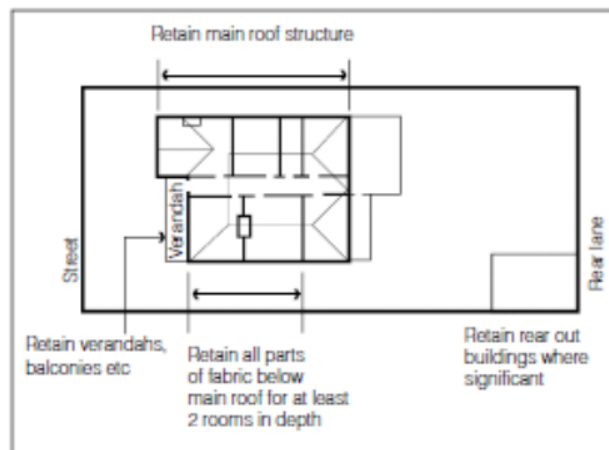 Retain main roof structure
Verandah
Street
Rear lane
Retain verandahs,
balconies etc
Retain all parts
of fabric below
main roof for at least
2 rooms in depth
Retain rear out
buildings where
significant